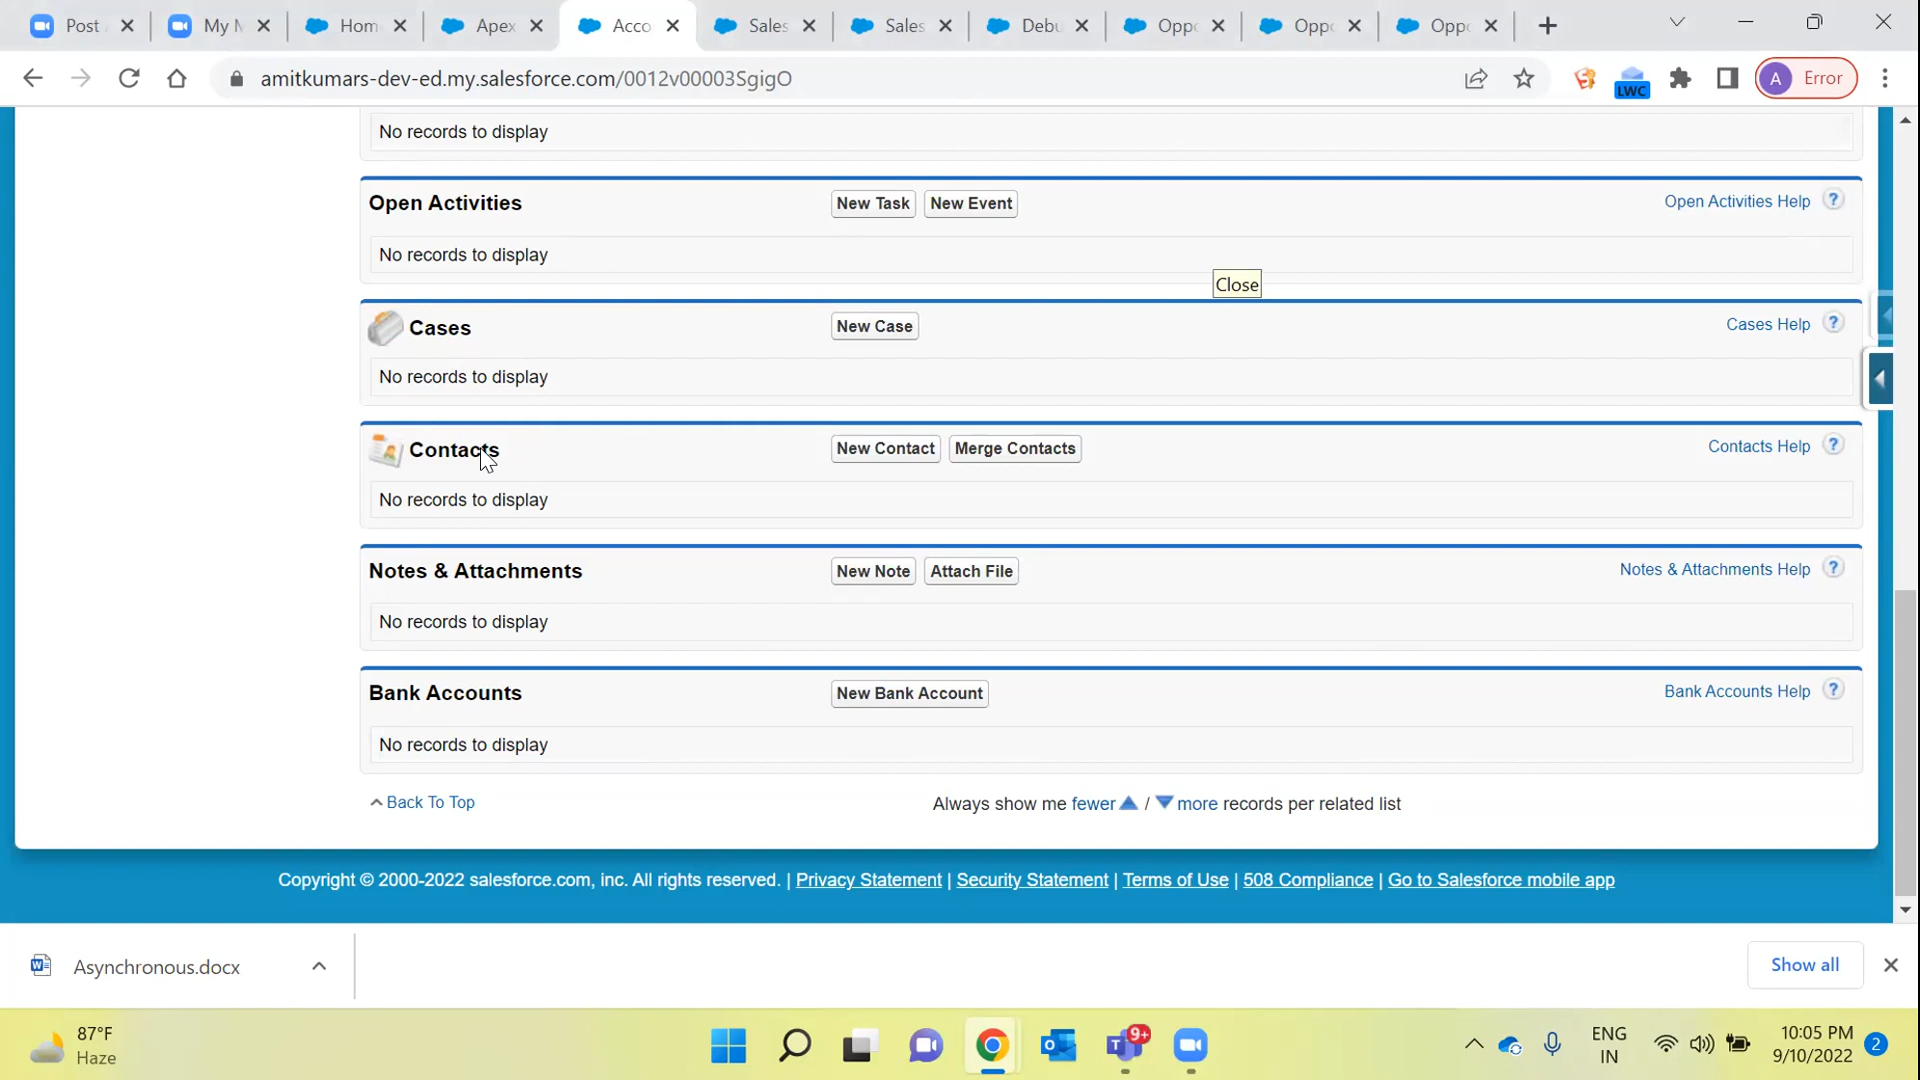 Post
My M
Hom
Apex
Acco
Sales
Sales
Debu
Oppo
Oppo
Oppo
amitkumars-dev-ed.my.salesforce.com/0012v00003SgigO
LWC
A Error
No records to display
Open Activities New Task New Event Open Activities Help ?
No records to display
Close
Cases New Case Cases Help ?
No records to display
Contacts New Contact Merge Contacts Contacts Help ?
No records to display
Notes & Attachments New Note Attach File Notes & Attachments Help ?
No records to display
Bank Accounts New Bank Account Bank Accounts Help ?
No records to display
Back To Top Always show me fewer / more records per related list
Copyright © 2000-2022 salesforce.com, inc. All rights reserved. | Privacy Statement | Security Statement | Terms of Use | 508 Compliance | Go to Salesforce mobile app
Asynchronous.docx Show all
87°F
Haze
9+
ENG
IN
10:05 PM
9/10/2022
2